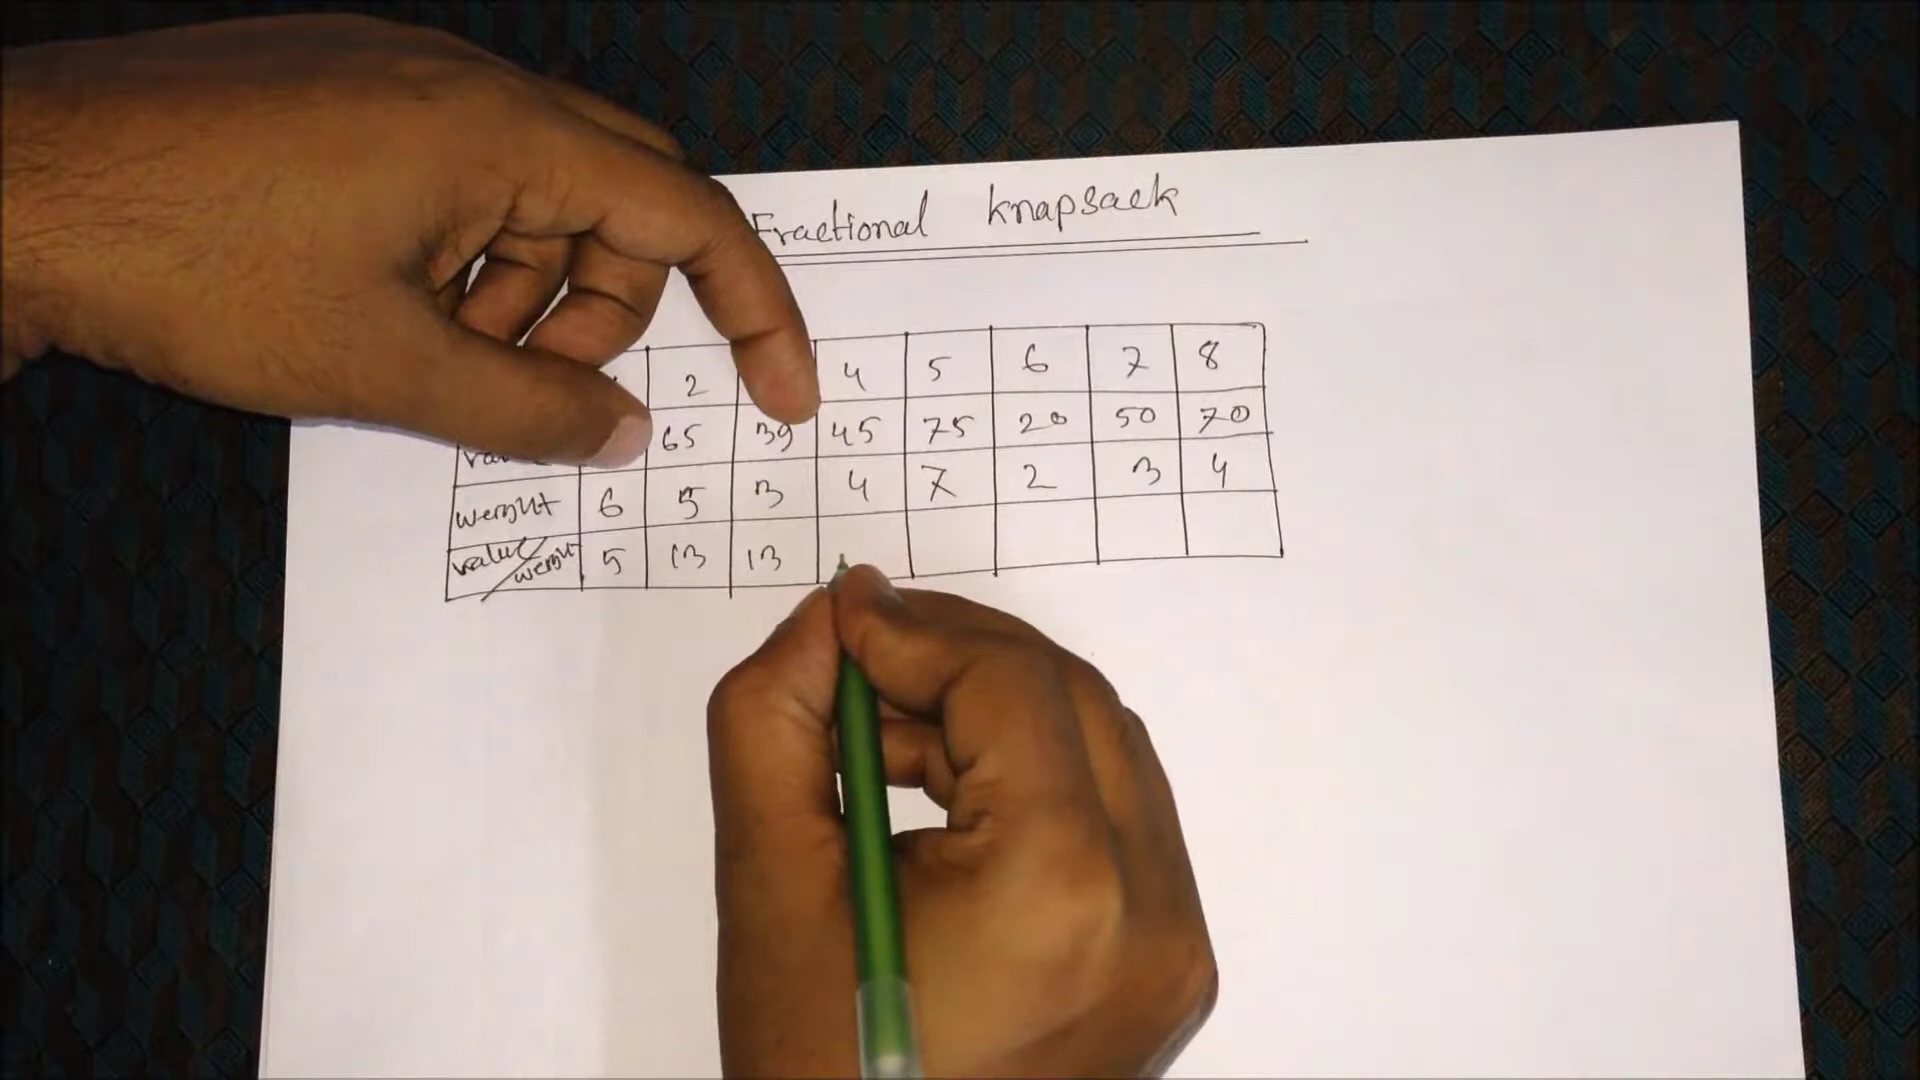 Fractional knapsack
2 4 5 6 7 8
65 39 45 75 20 50 70
weight 6 5 3 4 7 2 3 4
value/weight 5 13 13